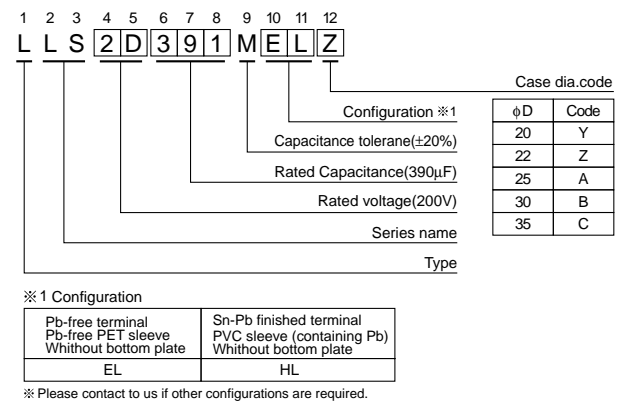 1 2 3 4 5 6 7 8 9 10 11 12
L L S 2 D 3 9 1 M E L Z
Case dia.code
Configuration ※1
Capacitance tolerane(±20%)
Rated Capacitance(390µF)
Rated voltage(200V)
Series name
Type
φD Code
20 Y
22 Z
25 A
30 B
35 C
※1 Configuration
Pb-free terminal
Pb-free PET sleeve
Whithout bottom plate
Sn-Pb finished terminal
PVC sleeve (containing Pb)
Whithout bottom plate
EL HL
※ Please contact to us if other configurations are required.